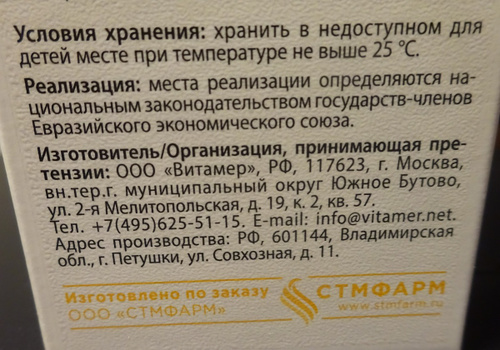 Условия хранения: хранить в недоступном для
детей месте при температуре не выше 25 °С.
Реализация: места реализации определяются на-
циональным законодательством государств-членов
Евразийского экономического союза.
Изготовитель/Организация, принимающая пре-
тензии: ООО «Витамер», РФ, 117623, г. Москва,
вн.тер.г. муниципальный округ Южное Бутово,
ул. 2-я Мелитопольская, д. 19, к. 2, кв. 57.
Тел. +7(495)625-51-15. E-mail: info@vitamer.net.
Адрес производства: РФ, 601144, Владимирская
обл., г. Петушки, ул. Совхозная, д. 11.
Изготовлено по заказу
ООО «СТМФАРМ»
СТМФАРМ
www.stmfarm.ru